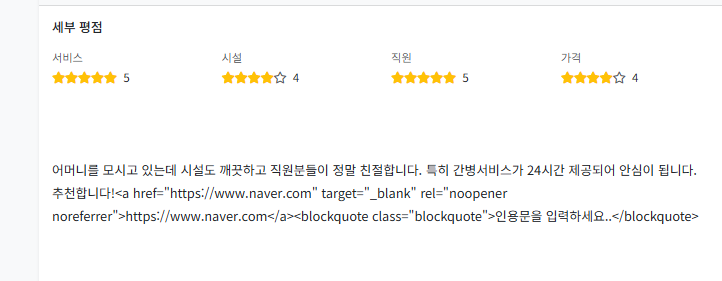 세부 평점
서비스 시설 직원 가격
5 4 5 4
어머니를 모시고 있는데 시설도 깨끗하고 직원분들이 정말 친절합니다. 특히 간병서비스가 24시간 제공되어 안심이 됩니다.
추천합니다!<a href="https://www.naver.com" target="_blank" rel="noopener
noreferrer">https://www.naver.com</a><blockquote class="blockquote">인용문을 입력하세요..</blockquote>